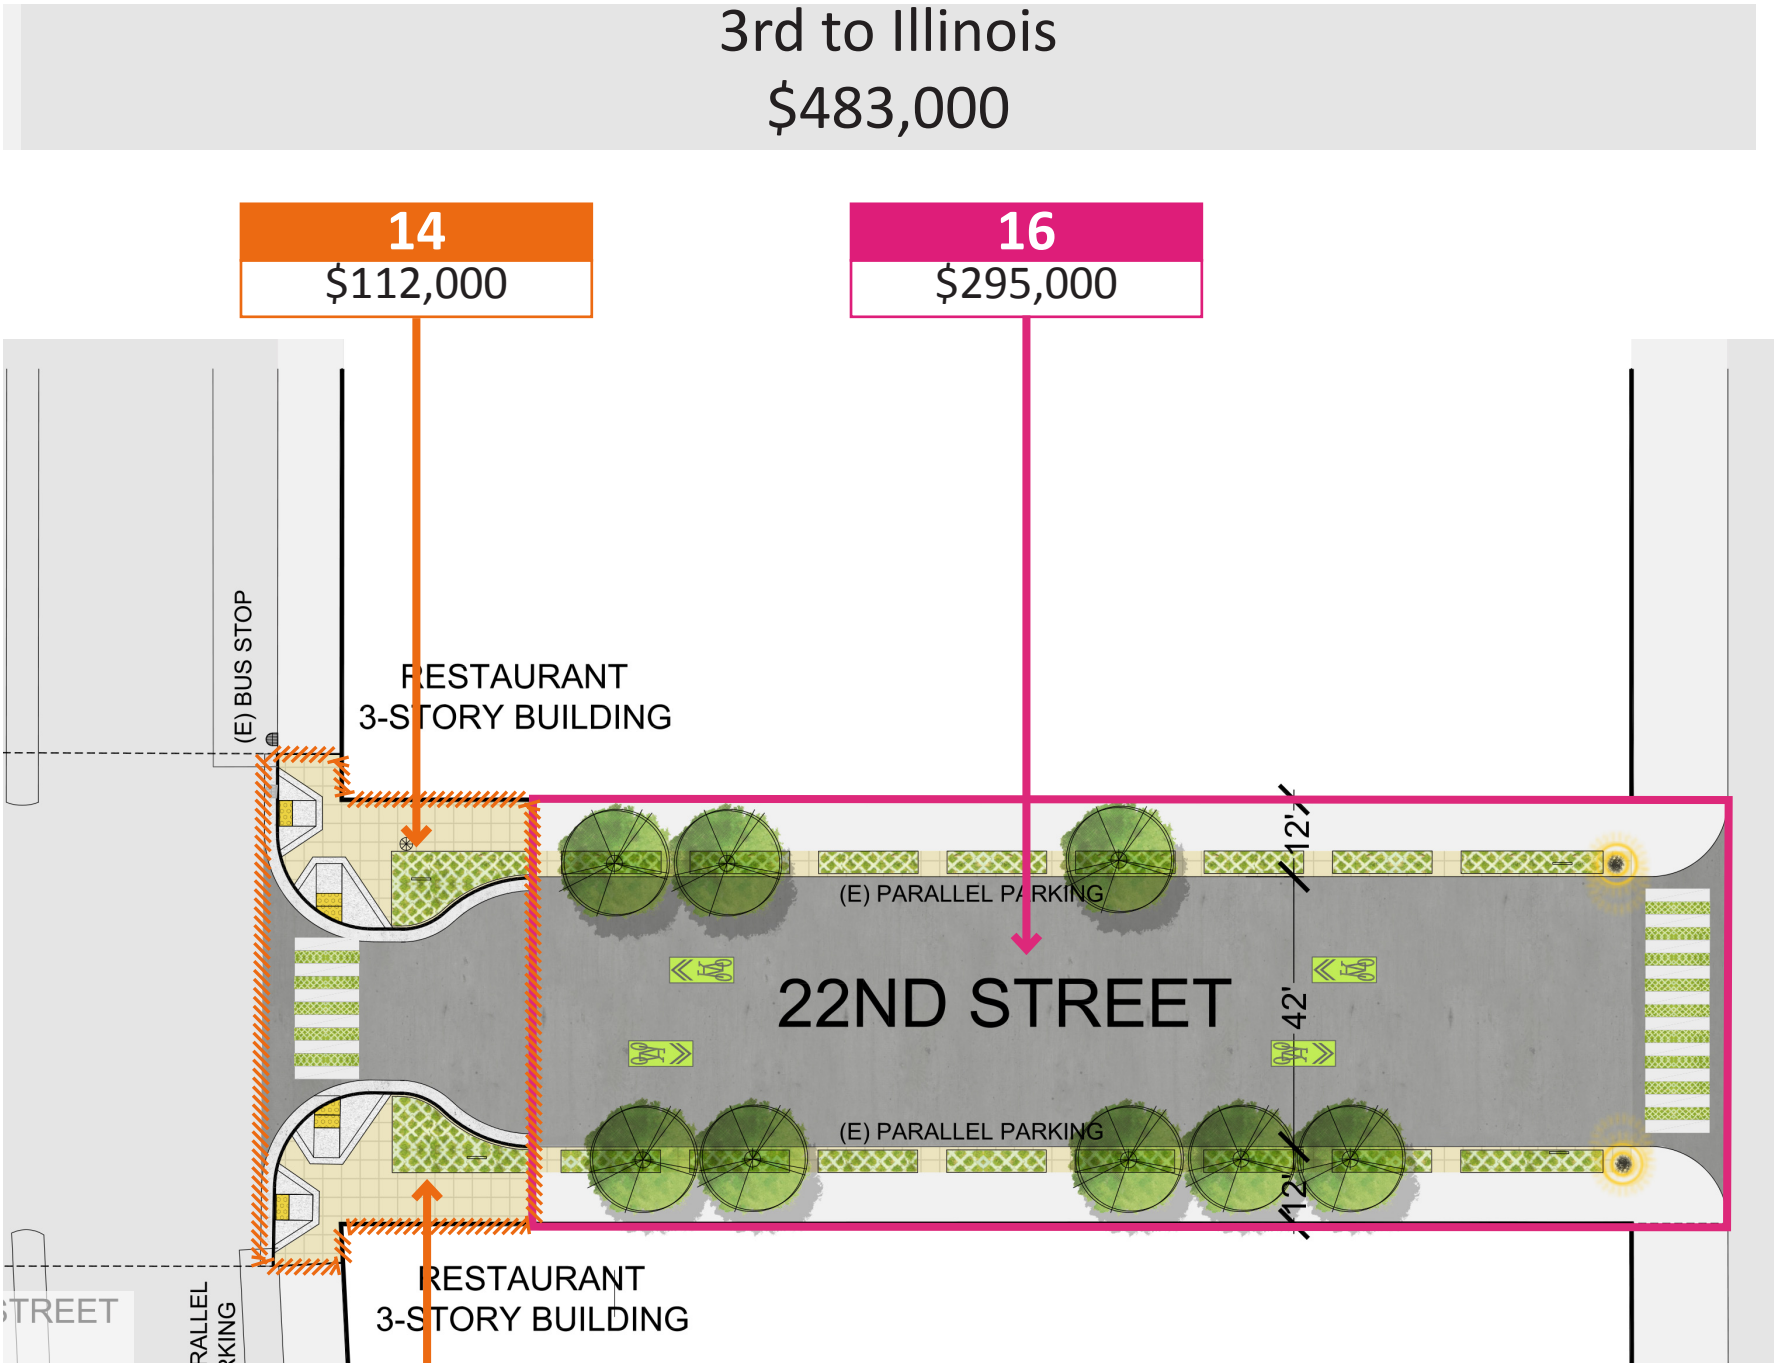 3rd to Illinois
$483,000
14
$112,000
16
$295,000
(E) BUS STOP
RESTAURANT
3-STORY BUILDING
12'
(E) PARALLEL PARKING
22ND STREET
42'
(E) PARALLEL PARKING
12'
RESTAURANT
3-STORY BUILDING
STREET
RALLEL
RKING